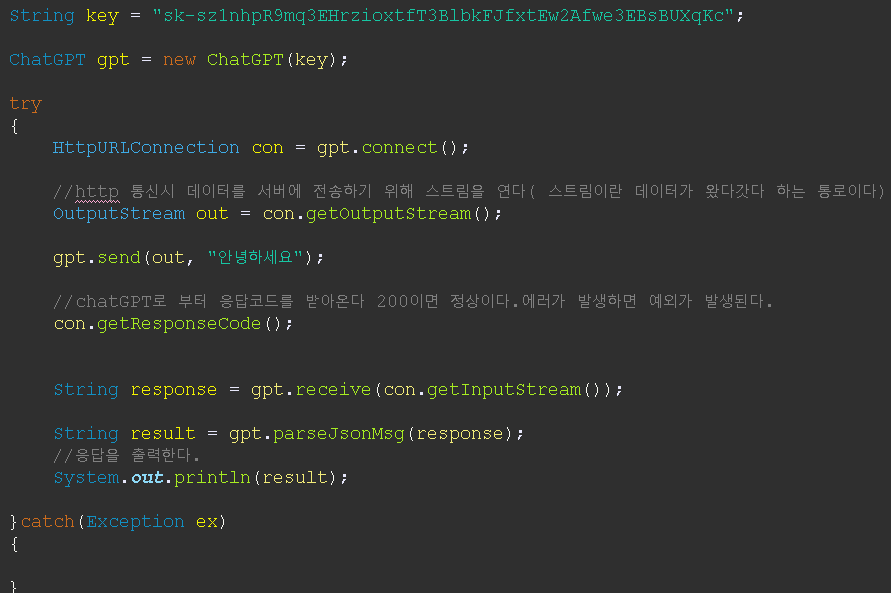 String key = "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";
ChatGPT gpt = new ChatGPT(key);
try
{
HttpURLConnection con = gpt.connect();
//http 통신시 데이터를 서버에 전송하기 위해 스트림을 연다( 스트림이란 데이터가 왔다갓다 하는 통로이다)
OutputStream out = con.getOutputStream();
gpt.send(out, "안녕하세요");
//chatGPT로 부터 응답코드를 받아온다 200이면 정상이다.에러가 발생하면 예외가 발생된다.
con.getResponseCode();
String response = gpt.receive(con.getInputStream());
String result = gpt.parseJsonMsg(response);
//응답을 출력한다.
System.out.println(result);
}catch(Exception ex)
{
}